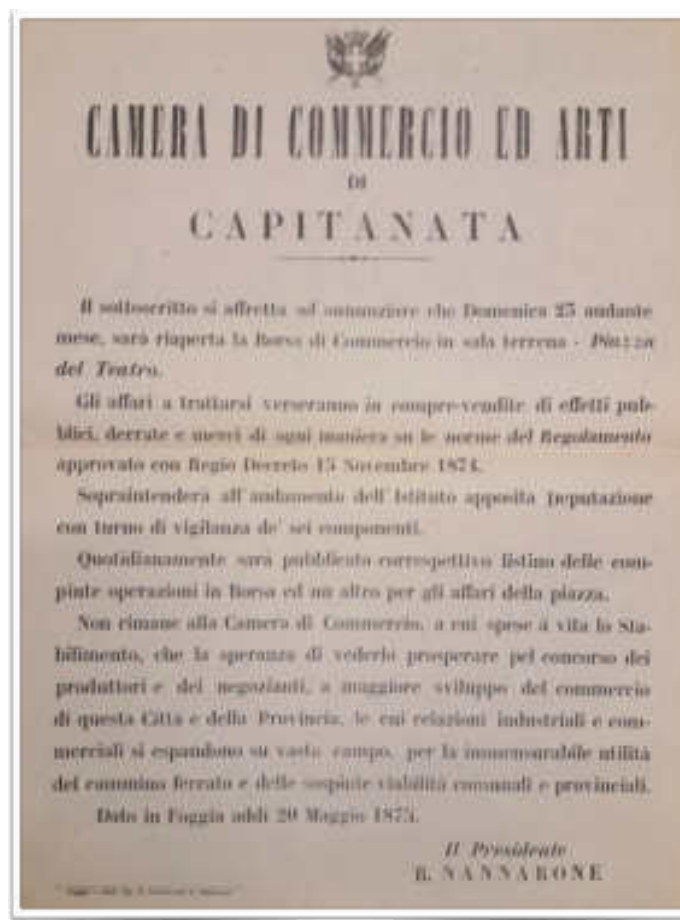 CAMERA DI COMMERCIO ED ARTI
DI
CAPITANATA
Il sottoscritto si affretta ad annunziare che Domenica 23 andante
mese, sarà riaperta la Borsa di Commercio in sala terrena - Piazza
del Teatro.
Gli affari a trattarsi verseranno in compre-vendite di effetti pub-
blici, derrate e merci di ogni maniera su le norme del Regolamento
approvato con Regio Decreto 15 Novembre 1874.
Sopraintenderà all'andamento dell'Istituto apposita Deputazione
con turno di vigilanza de' sei componenti.
Quotidianamente sarà pubblicato correspettivo listino delle com-
piute operazioni in Borsa ed un altro per gli affari della piazza.
Non rimane alla Camera di Commercio, a cui spese à vita lo Sta-
bilimento, che la speranza di vederlo prosperare pel concorso dei
produttori e dei negozianti, a maggiore sviluppo del commercio
di questa Città e della Provincia, le cui relazioni industriali e com-
merciali si espandono su vasto campo, per la immensurabile utilità
del cammino ferrato e delle compiute viabilità comunali e provinciali.
Dato in Foggia addì 20 Maggio 1875.
Il Presidente
R. NANNARONE